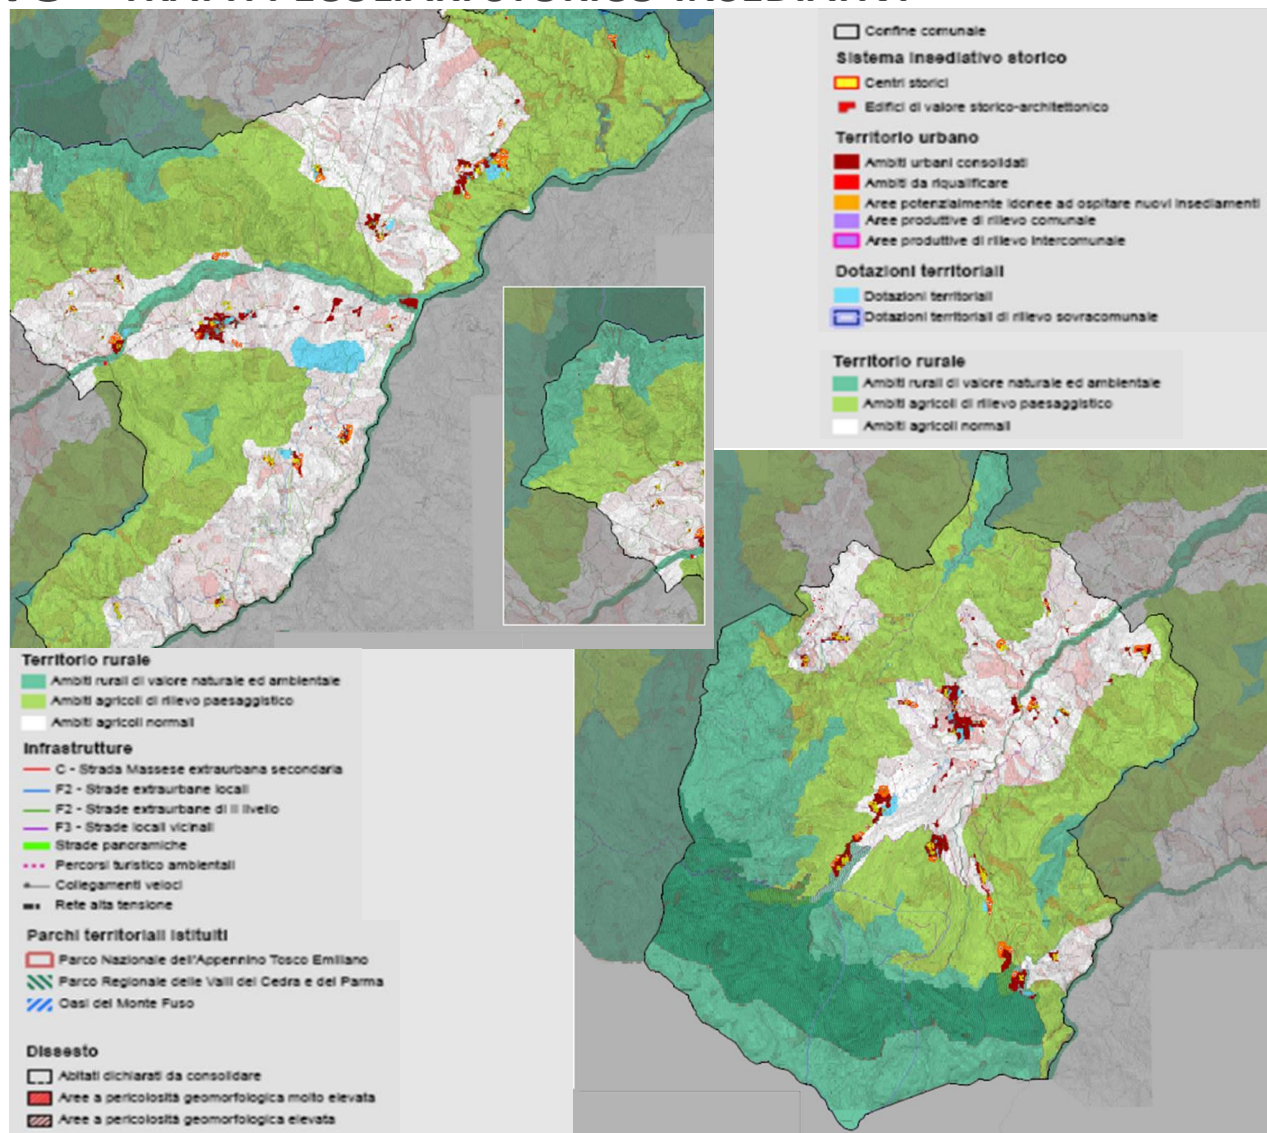 Confine comunale
Sistema insediativo storico
Centri storici
Edifici di valore storico-architettonico
Territorio urbano
Ambiti urbani consolidati
Ambiti da riqualificare
Aree potenzialmente idonee ad ospitare nuovi insediamenti
Aree produttive di rilievo comunale
Aree produttive di rilievo intercomunale
Dotazioni territoriali
Dotazioni territoriali
Dotazioni territoriali di rilievo sovracomunale
Territorio rurale
Ambiti rurali di valore naturale ed ambientale
Ambiti agricoli di rilievo paesaggistico
Ambiti agricoli normali
Territorio rurale
Ambiti rurali di valore naturale ed ambientale
Ambiti agricoli di rilievo paesaggistico
Ambiti agricoli normali
Infrastrutture
C - Strada Massese extraurbana secondaria
F2 - Strade extraurbane locali
F2 - Strade extraurbane di II livello
F3 - Strade locali vicinali
Strade panoramiche
Percorsi turistico ambientali
Collegamenti veloci
Rete alta tensione
Parchi territoriali istituiti
Parco Nazionale dell'Appennino Tosco Emiliano
Parco Regionale delle Valli del Cedra e del Parma
Oasi del Monte Fuso
Dissesto
Abitati dichiarati da consolidare
Aree a pericolosità geomorfologica molto elevata
Aree a pericolosità geomorfologica elevata